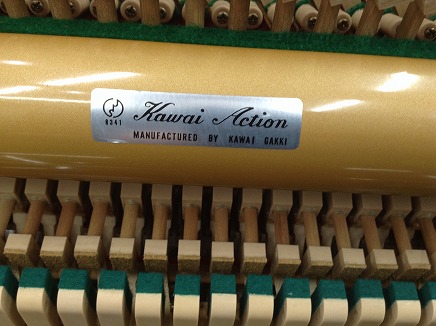 Kawai Action
8341
MANUFACTURED BY KAWAI GAKKI